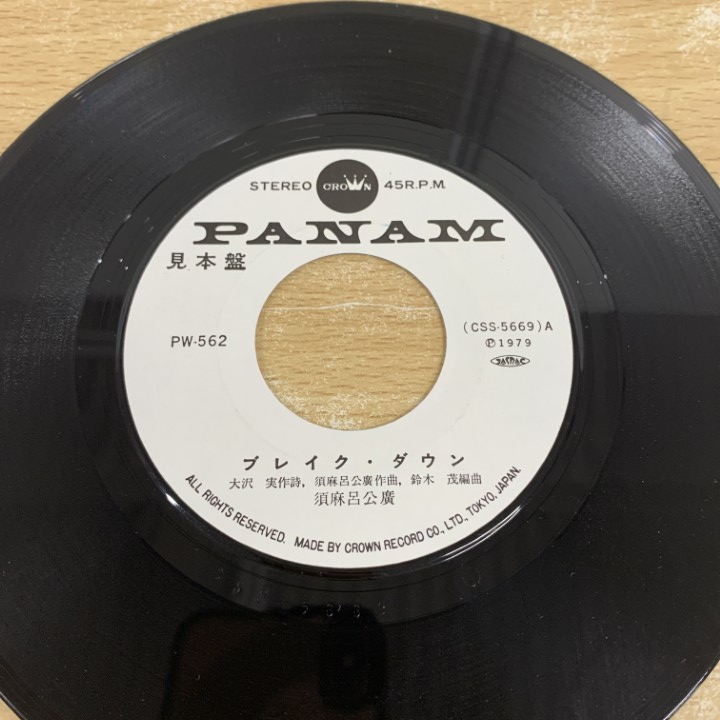 STEREO CROWN 45R.P.M.
PANAM
見本盤
PW-562
(CSS-5669)A
Ⓟ1979
JASRAC
ブレイク・ダウン
大沢 実作詩, 須麻呂公廣作曲, 鈴木 茂編曲
須麻呂公廣
ALL RIGHTS RESERVED. MADE BY CROWN RECORD CO., LTD., TOKYO, JAPAN.